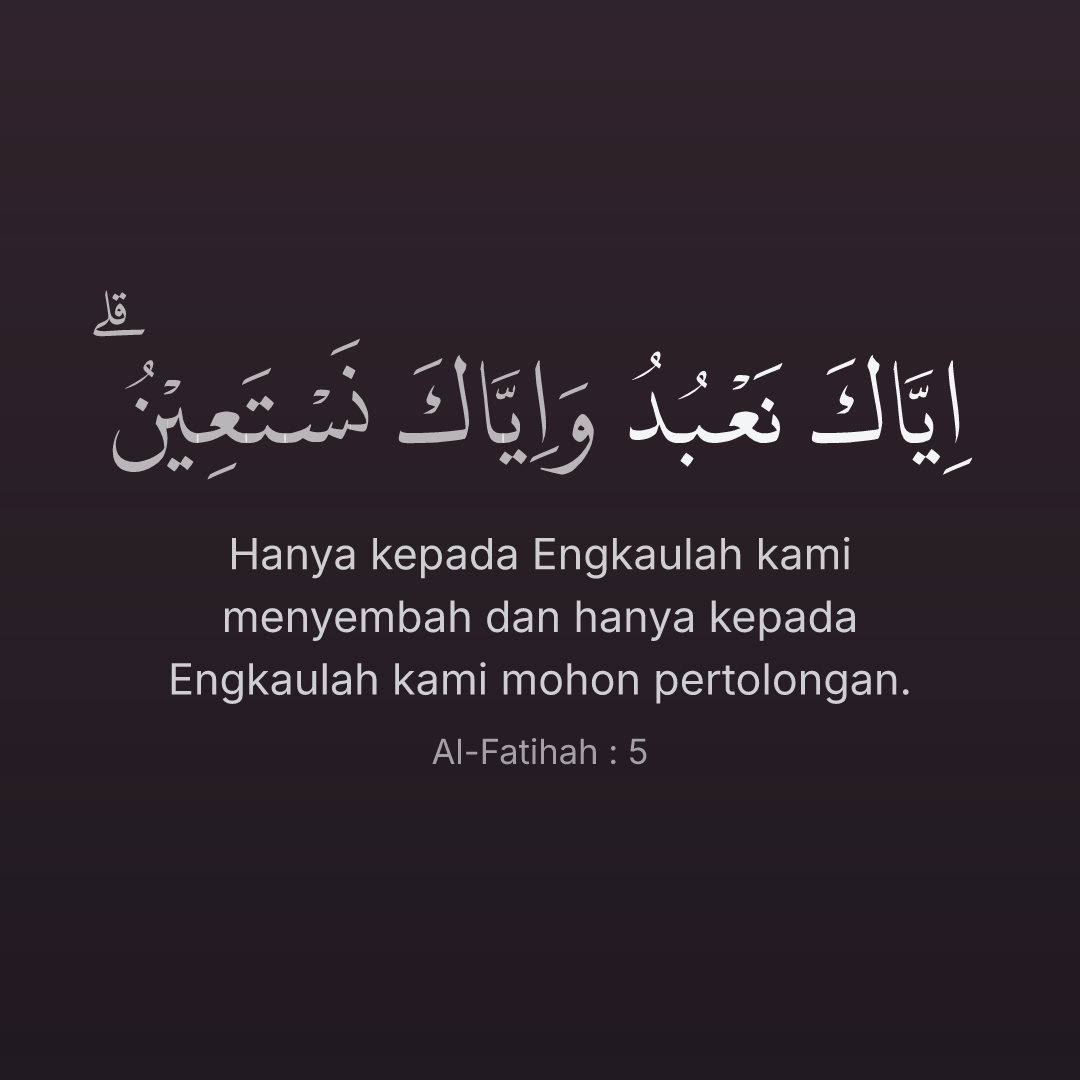 اِيَّاكَ نَعْبُدُ وَاِيَّاكَ نَسْتَعِيْنُۗ
Hanya kepada Engkaulah kami
menyembah dan hanya kepada
Engkaulah kami mohon pertolongan.
Al-Fatihah : 5